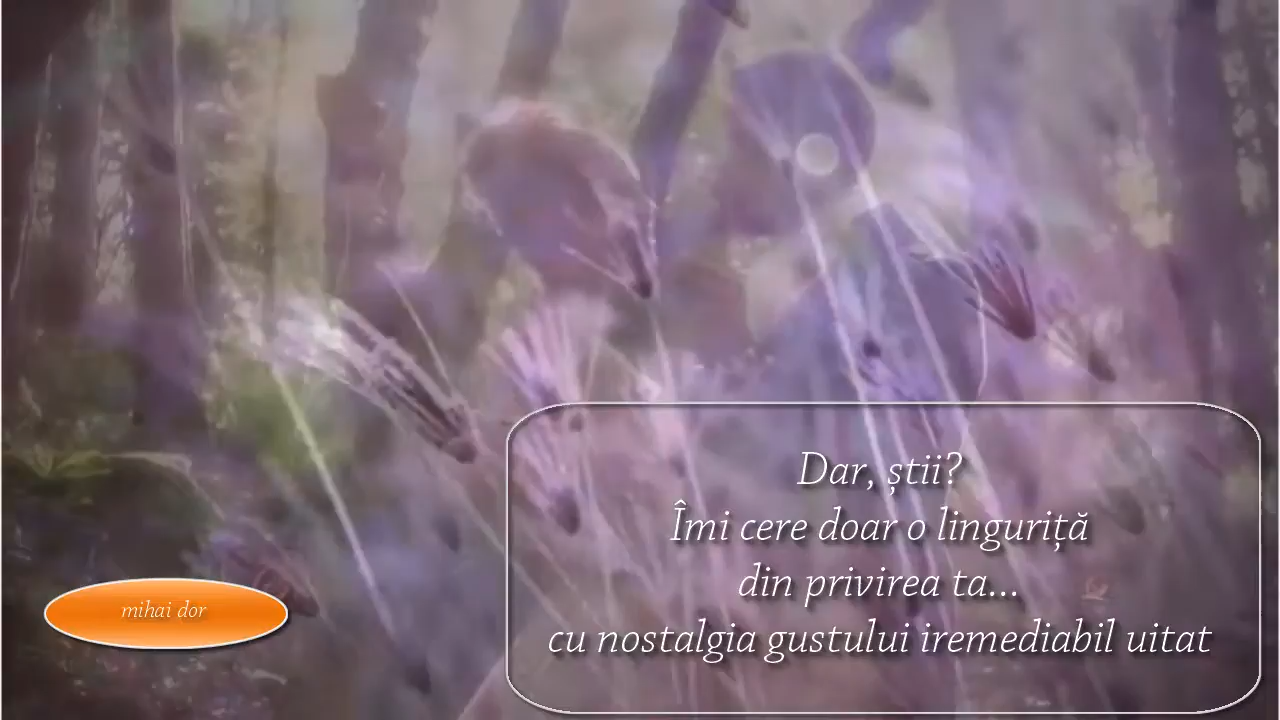 Dar, știi?
Îmi cere doar o linguriță
din privirea ta...
cu nostalgia gustului iremediabil uitat
mihai dor